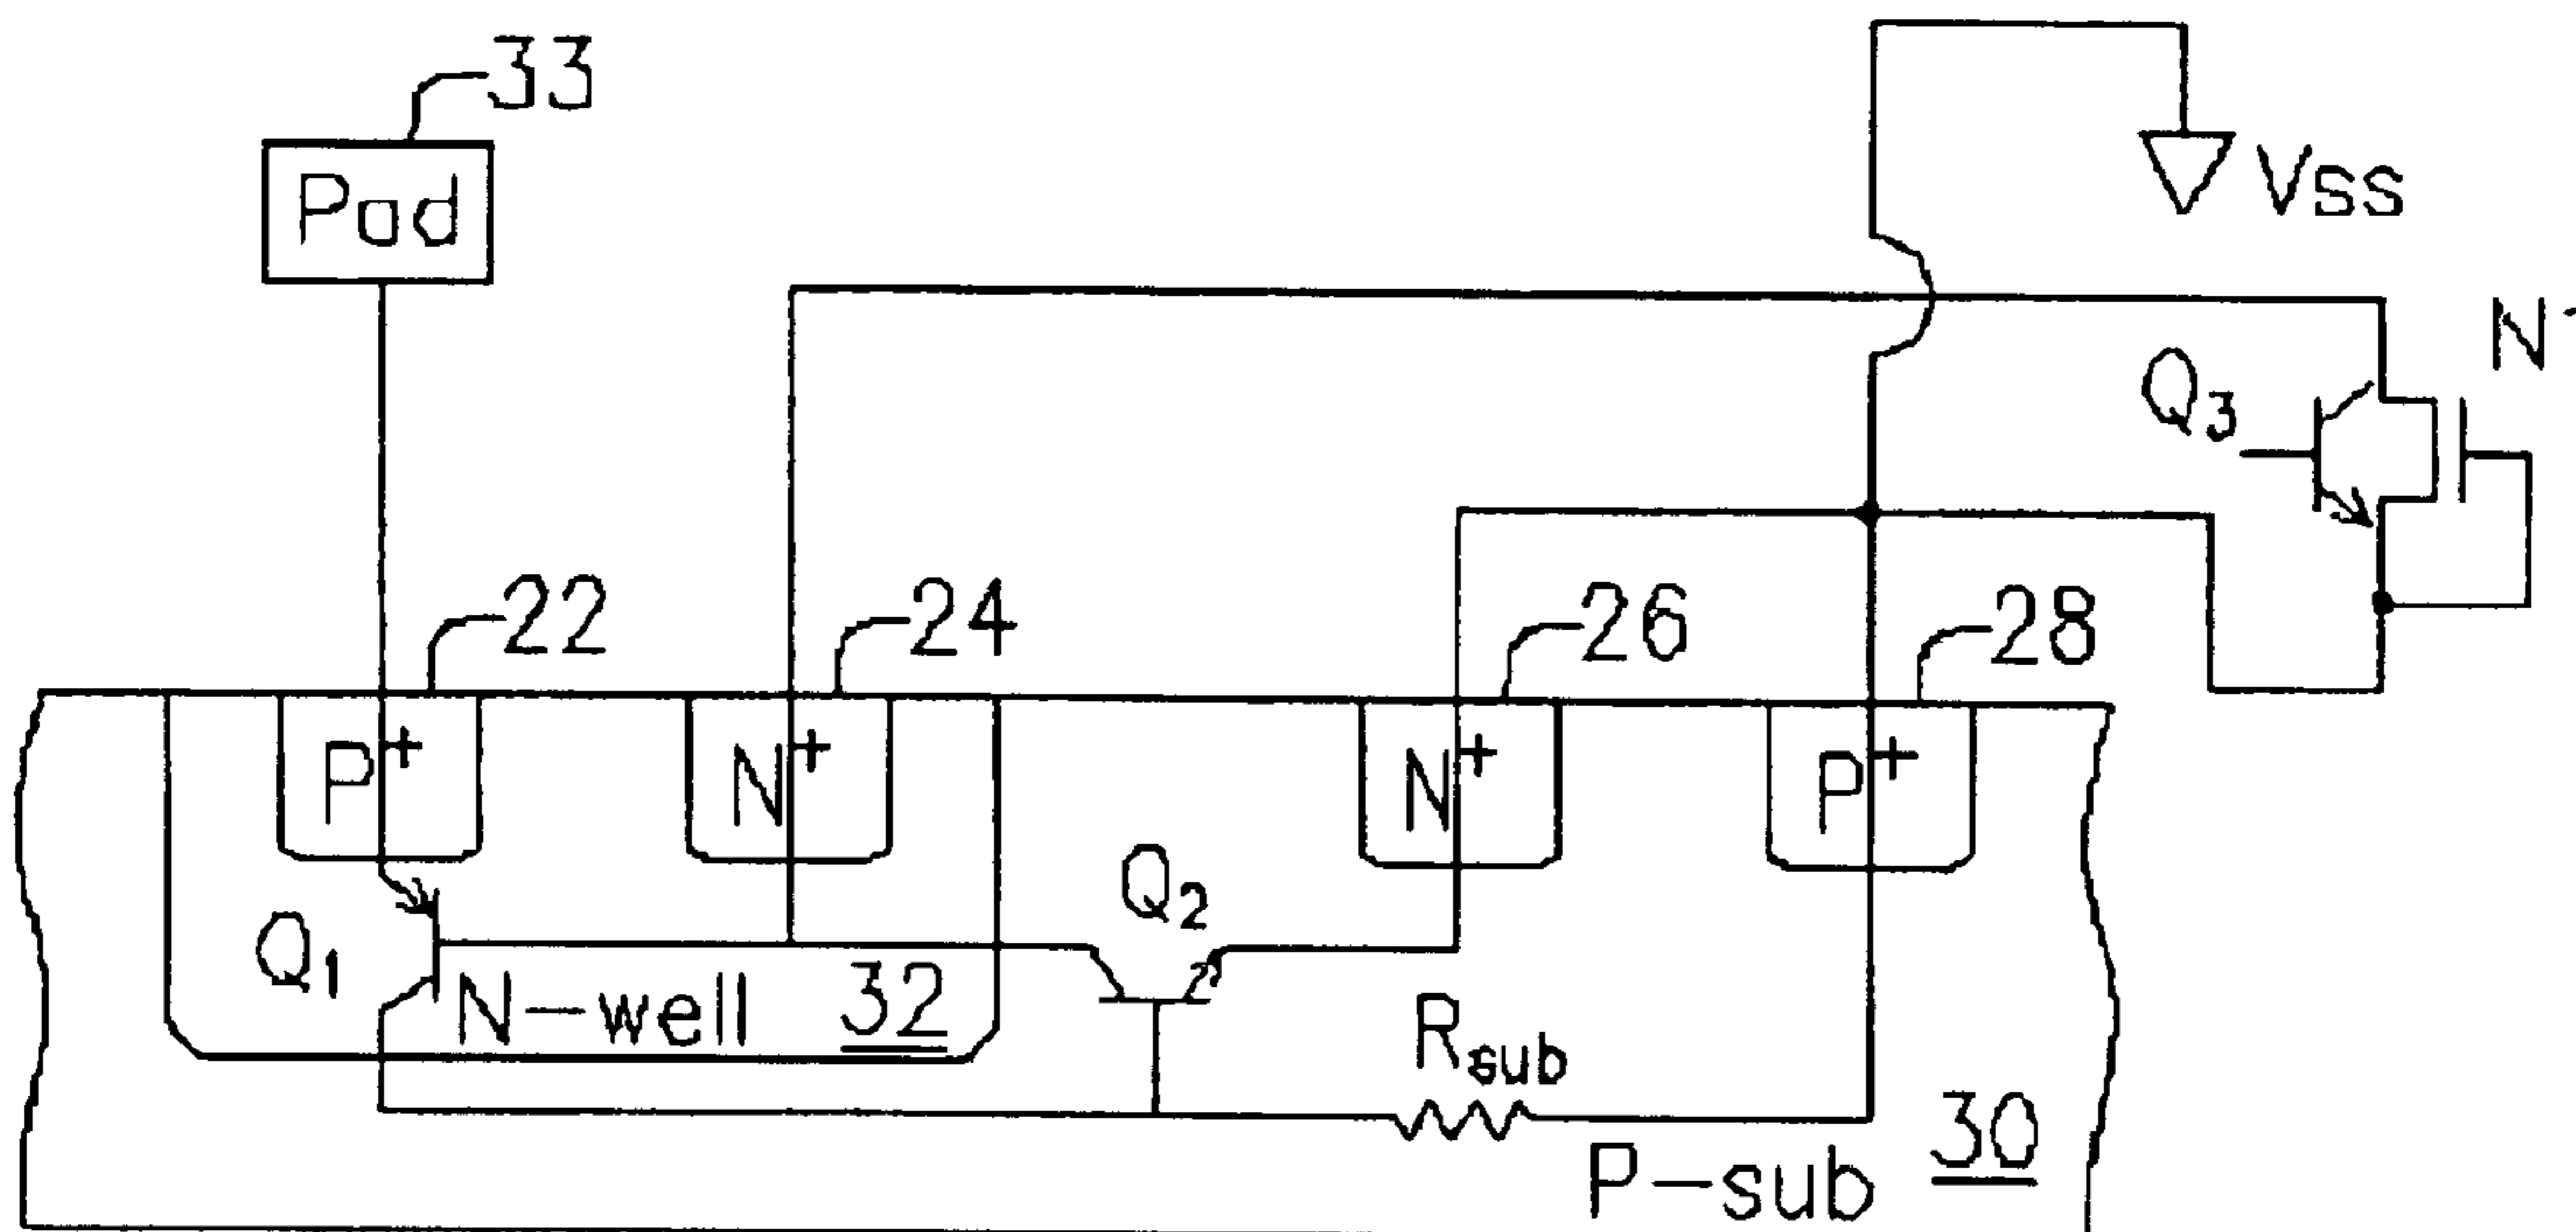 33
Pad
VSS
N
Q3
22
24
26
28
P+
N+
N+
P+
Q1
Q2
N-well
32
Rsub
P-sub
30